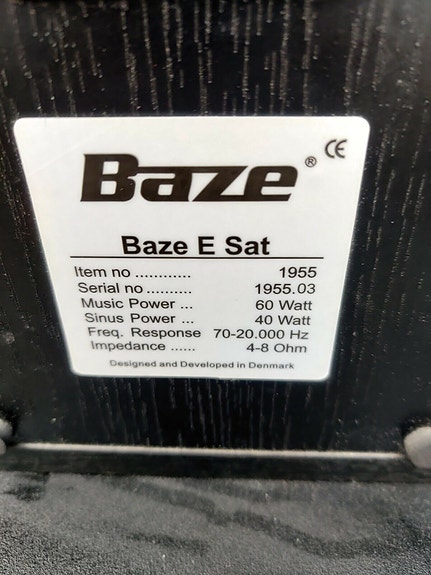 Baze® CE
Baze E Sat
Item no ............ 1955
Serial no .......... 1955.03
Music Power ... 60 Watt
Sinus Power ... 40 Watt
Freq. Response 70-20.000 Hz
Impedance ...... 4-8 Ohm
Designed and Developed in Denmark